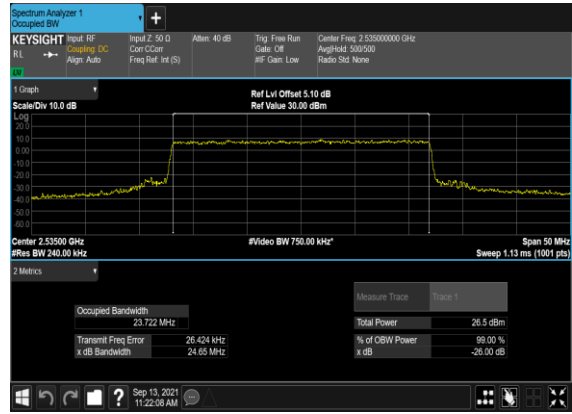 Spectrum Analyzer 1
Occupied BW
+
KEYSIGHT Input: RF Input Z: 50 Ω Atten: 40 dB Trig: Free Run Center Freq: 2.535000000 GHz
RL Coupling: DC Corr CCorr Gate: Off Avg|Hold: 500/500
Align: Auto Freq Ref: Int (S) #IF Gain: Low Radio Std: None
LW
1 Graph
Ref Lvl Offset 5.10 dB
Scale/Div 10.0 dB Ref Value 30.00 dBm
Log
20.0
10.0
0.00
-10.0
-20.0
-30.0
-40.0
-50.0
-60.0
Center 2.53500 GHz #Video BW 750.00 kHz* Span 50 MHz
#Res BW 240.00 kHz Sweep 1.13 ms (1001 pts)
2 Metrics
Measure Trace Trace 1
Occupied Bandwidth
23.722 MHz Total Power 26.5 dBm
Transmit Freq Error 26.424 kHz % of OBW Power 99.00 %
x dB Bandwidth 24.65 MHz x dB -26.00 dB
? Sep 13, 2021
11:22:08 AM